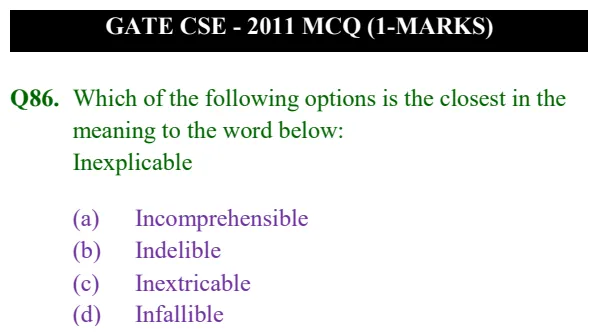 GATE CSE - 2011 MCQ (1-MARKS)
Q86. Which of the following options is the closest in the
meaning to the word below:
Inexplicable
(a) Incomprehensible
(b) Indelible
(c) Inextricable
(d) Infallible